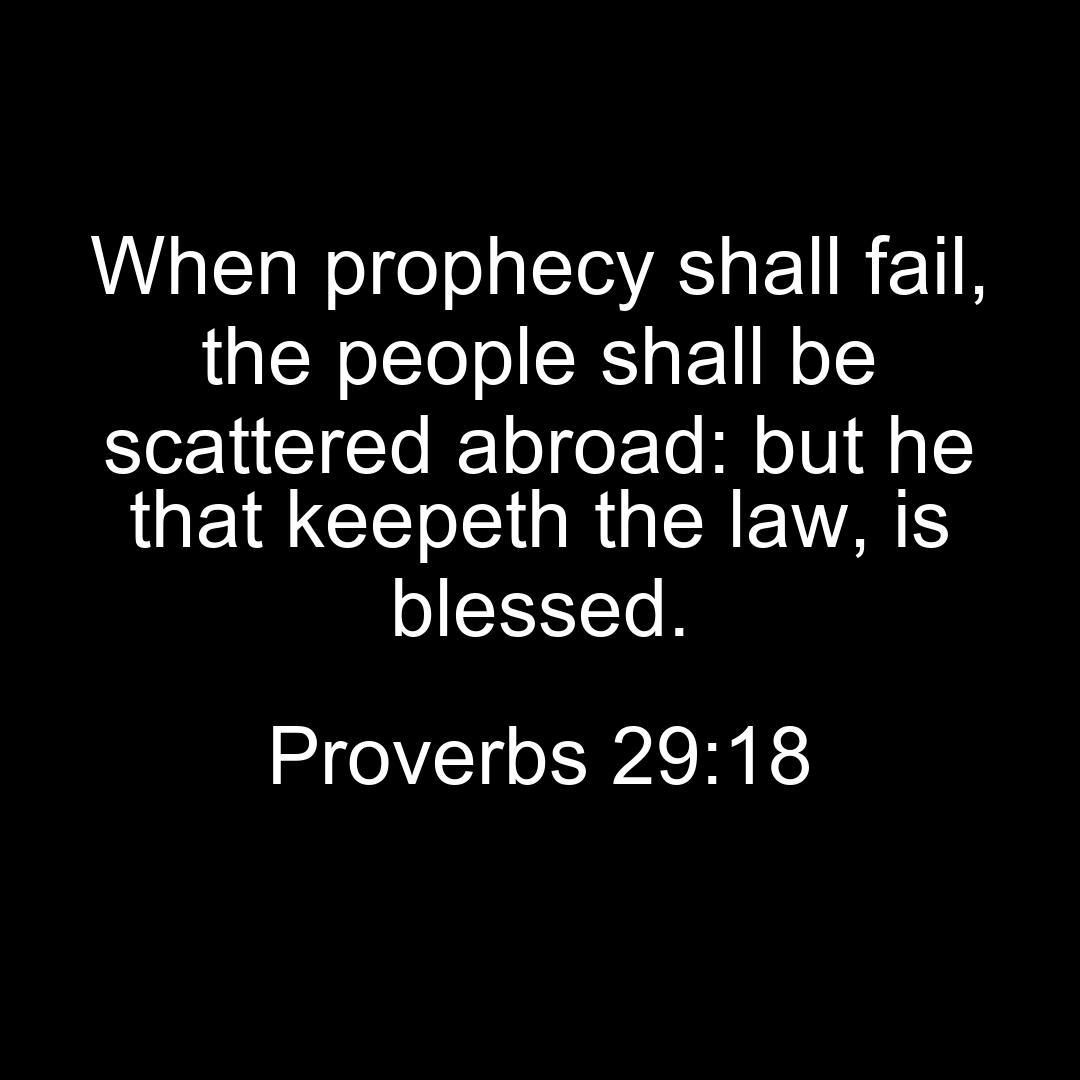 When prophecy shall fail,
the people shall be
scattered abroad: but he
that keepeth the law, is
blessed.
Proverbs 29:18